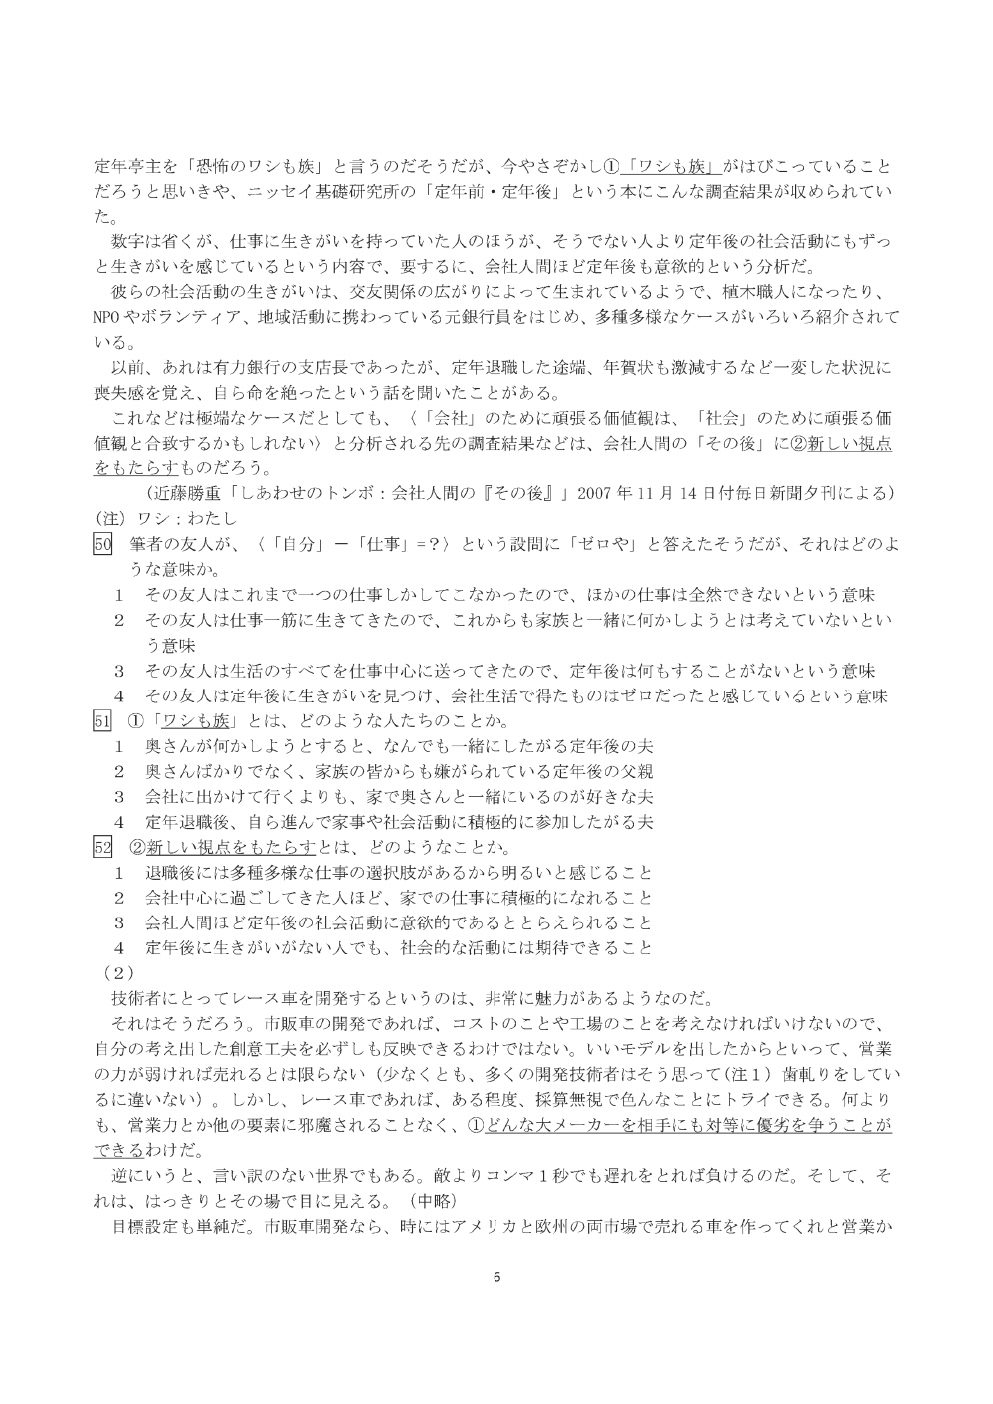 定年亭主を「恐怖のワシも族」と言うのだそうだが、今やさぞかし①「ワシも族」がはびこっていること
だろうと思いきや、ニッセイ基礎研究所の「定年前・定年後」という本にこんな調査結果が収められてい
た。
数字は省くが、仕事に生きがいを持っていた人のほうが、そうでない人より定年後の社会活動にもずっ
と生きがいを感じているという内容で、要するに、会社人間ほど定年後も意欲的という分析だ。
彼らの社会活動の生きがいは、交友関係の広がりによって生まれているようで、植木職人になったり、
NPOやボランティア、地域活動に携わっている元銀行員をはじめ、多種多様なケースがいろいろ紹介されて
いる。
以前、あれは有力銀行の支店長であったが、定年退職した途端、年賀状も激減するなど一変した状況に
喪失感を覚え、自ら命を絶ったという話を聞いたことがある。
これなどは極端なケースだとしても、〈「会社」のために頑張る価値観は、「社会」のために頑張る価
値観と合致するかもしれない〉と分析される先の調査結果などは、会社人間の「その後」に②新しい視点
をもたらすものだろう。
（近藤勝重「しあわせのトンボ：会社人間の『その後』」2007年11月14日付毎日新聞夕刊による）
（注）ワシ：わたし
50 筆者の友人が、〈「自分」－「仕事」=？〉という設問に「ゼロや」と答えたそうだが、それはどのよ
うな意味か。
1 その友人はこれまで一つの仕事しかしてこなかったので、ほかの仕事は全然できないという意味
2 その友人は仕事一筋に生きてきたので、これからも家族と一緒に何かしようとは考えていないとい
う意味
3 その友人は生活のすべてを仕事中心に送ってきたので、定年後は何もすることがないという意味
4 その友人は定年後に生きがいを見つけ、会社生活で得たものはゼロだったと感じているという意味
51 ①「ワシも族」とは、どのような人たちのことか。
1 奥さんが何かしようとすると、なんでも一緒にしたがる定年後の夫
2 奥さんばかりでなく、家族の皆からも嫌がられている定年後の父親
3 会社に出かけて行くよりも、家で奥さんと一緒にいるのが好きな夫
4 定年退職後、自ら進んで家事や社会活動に積極的に参加したがる夫
52 ②新しい視点をもたらすとは、どのようなことか。
1 退職後には多種多様な仕事の選択肢があるから明るいと感じること
2 会社中心に過ごしてきた人ほど、家での仕事に積極的になれること
3 会社人間ほど定年後の社会活動に意欲的であるととらえられること
4 定年後に生きがいがない人でも、社会的な活動には期待できること
（2）
技術者にとってレース車を開発するというのは、非常に魅力があるようなのだ。
それはそうだろう。市販車の開発であれば、コストのことや工場のことを考えなければいけないので、
自分の考え出した創意工夫を必ずしも反映できるわけではない。いいモデルを出したからといって、営業
の力が弱ければ売れるとは限らない（少なくとも、多くの開発技術者はそう思って(注１）歯軋りをしてい
るに違いない）。しかし、レース車であれば、ある程度、採算無視で色んなことにトライできる。何より
も、営業力とか他の要素に邪魔されることなく、①どんな大メーカーを相手にも対等に優劣を争うことが
できるわけだ。
逆にいうと、言い訳のない世界でもある。敵よりコンマ１秒でも遅れをとれば負けるのだ。そして、そ
れは、はっきりとその場で目に見える。（中略）
目標設定も単純だ。市販車開発なら、時にはアメリカと欧州の両市場で売れる車を作ってくれと営業か
5